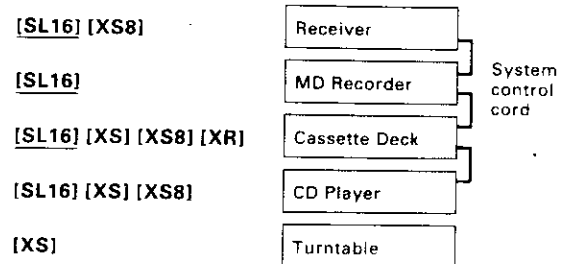 [SL16] [XS8] Receiver
[SL16] MD Recorder
System
control
cord
[SL16] [XS] [XS8] [XR] Cassette Deck
[SL16] [XS] [XS8] CD Player
[XS] Turntable